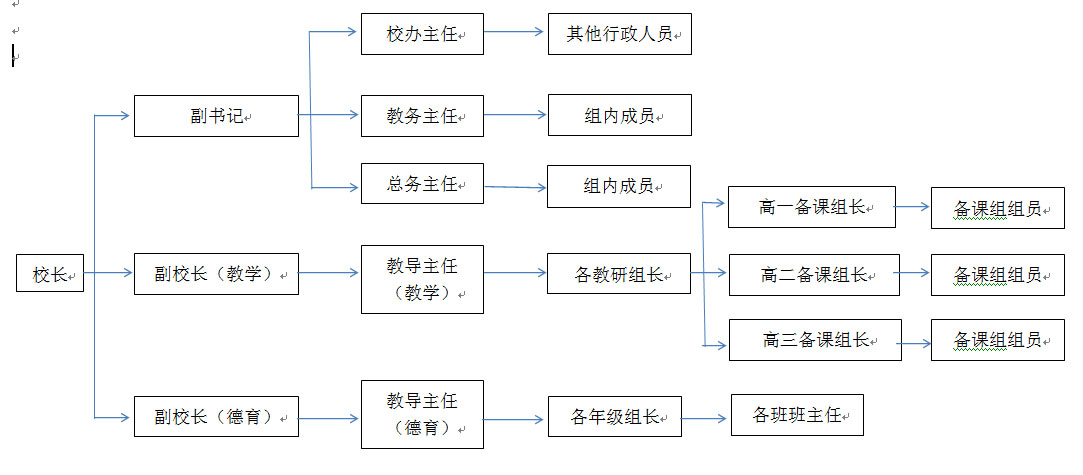 校办主任
其他行政人员
副书记
教务主任
组内成员
总务主任
组内成员
高一备课组长
备课组组员
校长
副校长（教学）
教导主任
（教学）
各教研组长
高二备课组长
备课组组员
高三备课组长
备课组组员
副校长（德育）
教导主任
（德育）
各年级组长
各班班主任